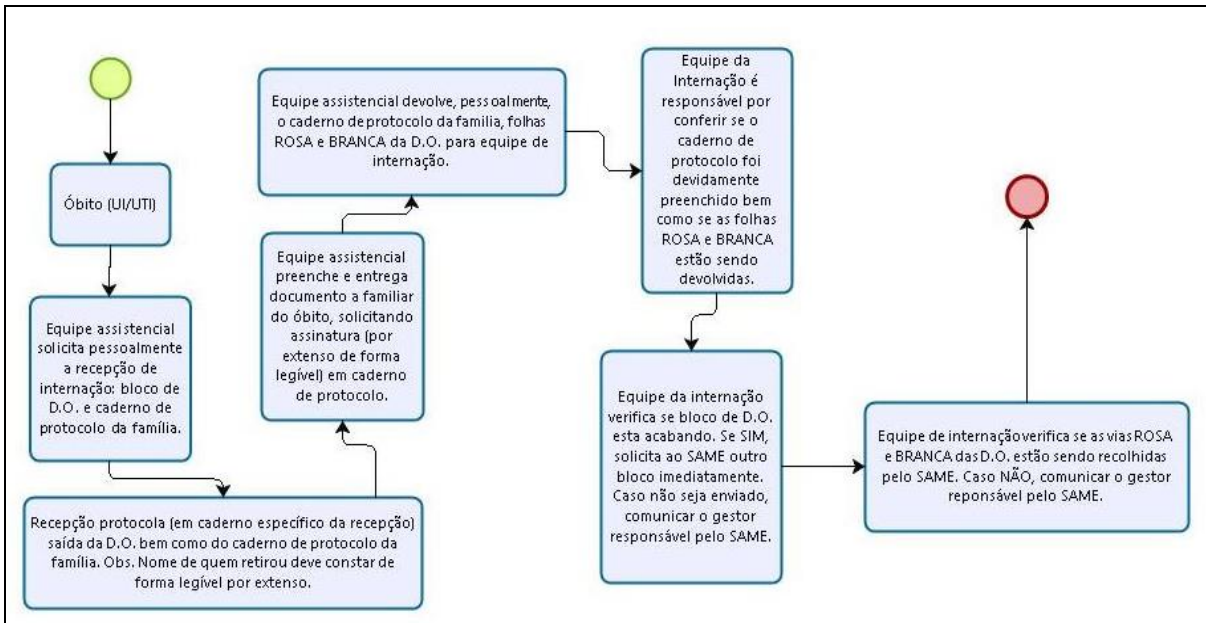 Óbito (UI/UTI)
Equipe assistencial
solicita pessoalmente
a recepção de
internação: bloco de
D.O. e caderno de
protocolo da família.
Recepção protocola (em caderno específico da recepção)
saída da D.O. bem como do caderno de protocolo da
família. Obs. Nome de quem retirou deve constar de
forma legível por extenso.
Equipe assistencial
preenche e entrega
documento a familiar
do óbito, solicitando
assinatura (por
extenso de forma
legível) em caderno
de protocolo.
Equipe assistencial devolve, pessoalmente,
o caderno de protocolo da familia, folhas
ROSA e BRANCA da D.O. para equipe de
internação.
Equipe da
Internação é
responsável por
conferir se o
caderno de
protocolo foi
devidamente
preenchido bem
como se as folhas
ROSA e BRANCA
estão sendo
devolvidas.
Equipe da internação
verifica se bloco de D.O.
esta acabando. Se SIM,
solicita ao SAME outro
bloco imediatamente.
Caso não seja enviado,
comunicar o gestor
responsável pelo SAME.
Equipe de internação verifica se as vias ROSA
e BRANCA das D.O. estão sendo recolhidas
pelo SAME. Caso NÃO, comunicar o gestor
reponsável pelo SAME.